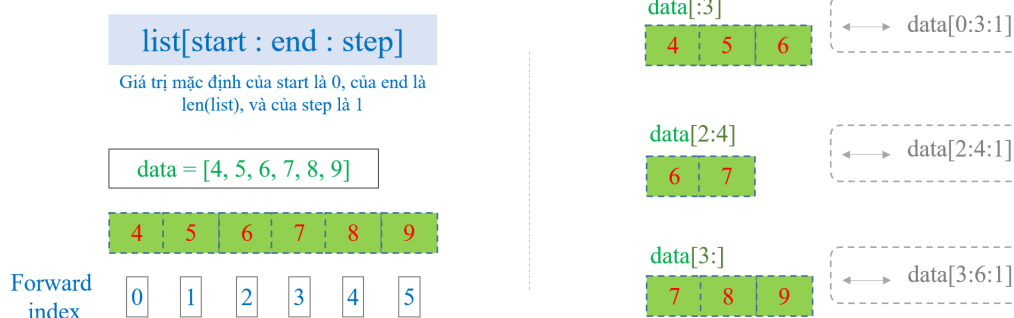 list[start : end : step]
Giá trị mặc định của start là 0, của end là
len(list), và của step là 1
data = [4, 5, 6, 7, 8, 9]
4 5 6 7 8 9
Forward
index
0 1 2 3 4 5
data[:3]
4 5 6
data[0:3:1]
data[2:4]
6 7
data[2:4:1]
data[3:]
7 8 9
data[3:6:1]